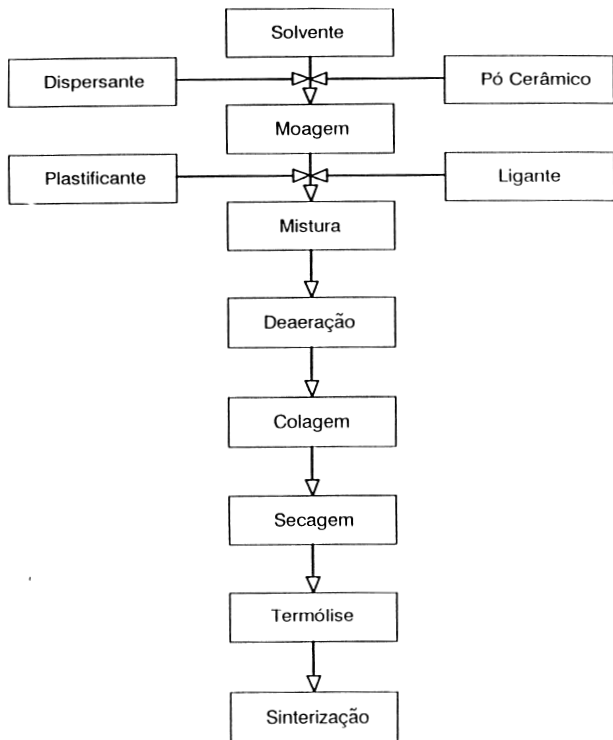 Solvente
Dispersante
Pó Cerâmico
Moagem
Plastificante
Ligante
Mistura
Deaeração
Colagem
Secagem
Termólise
Sinterização